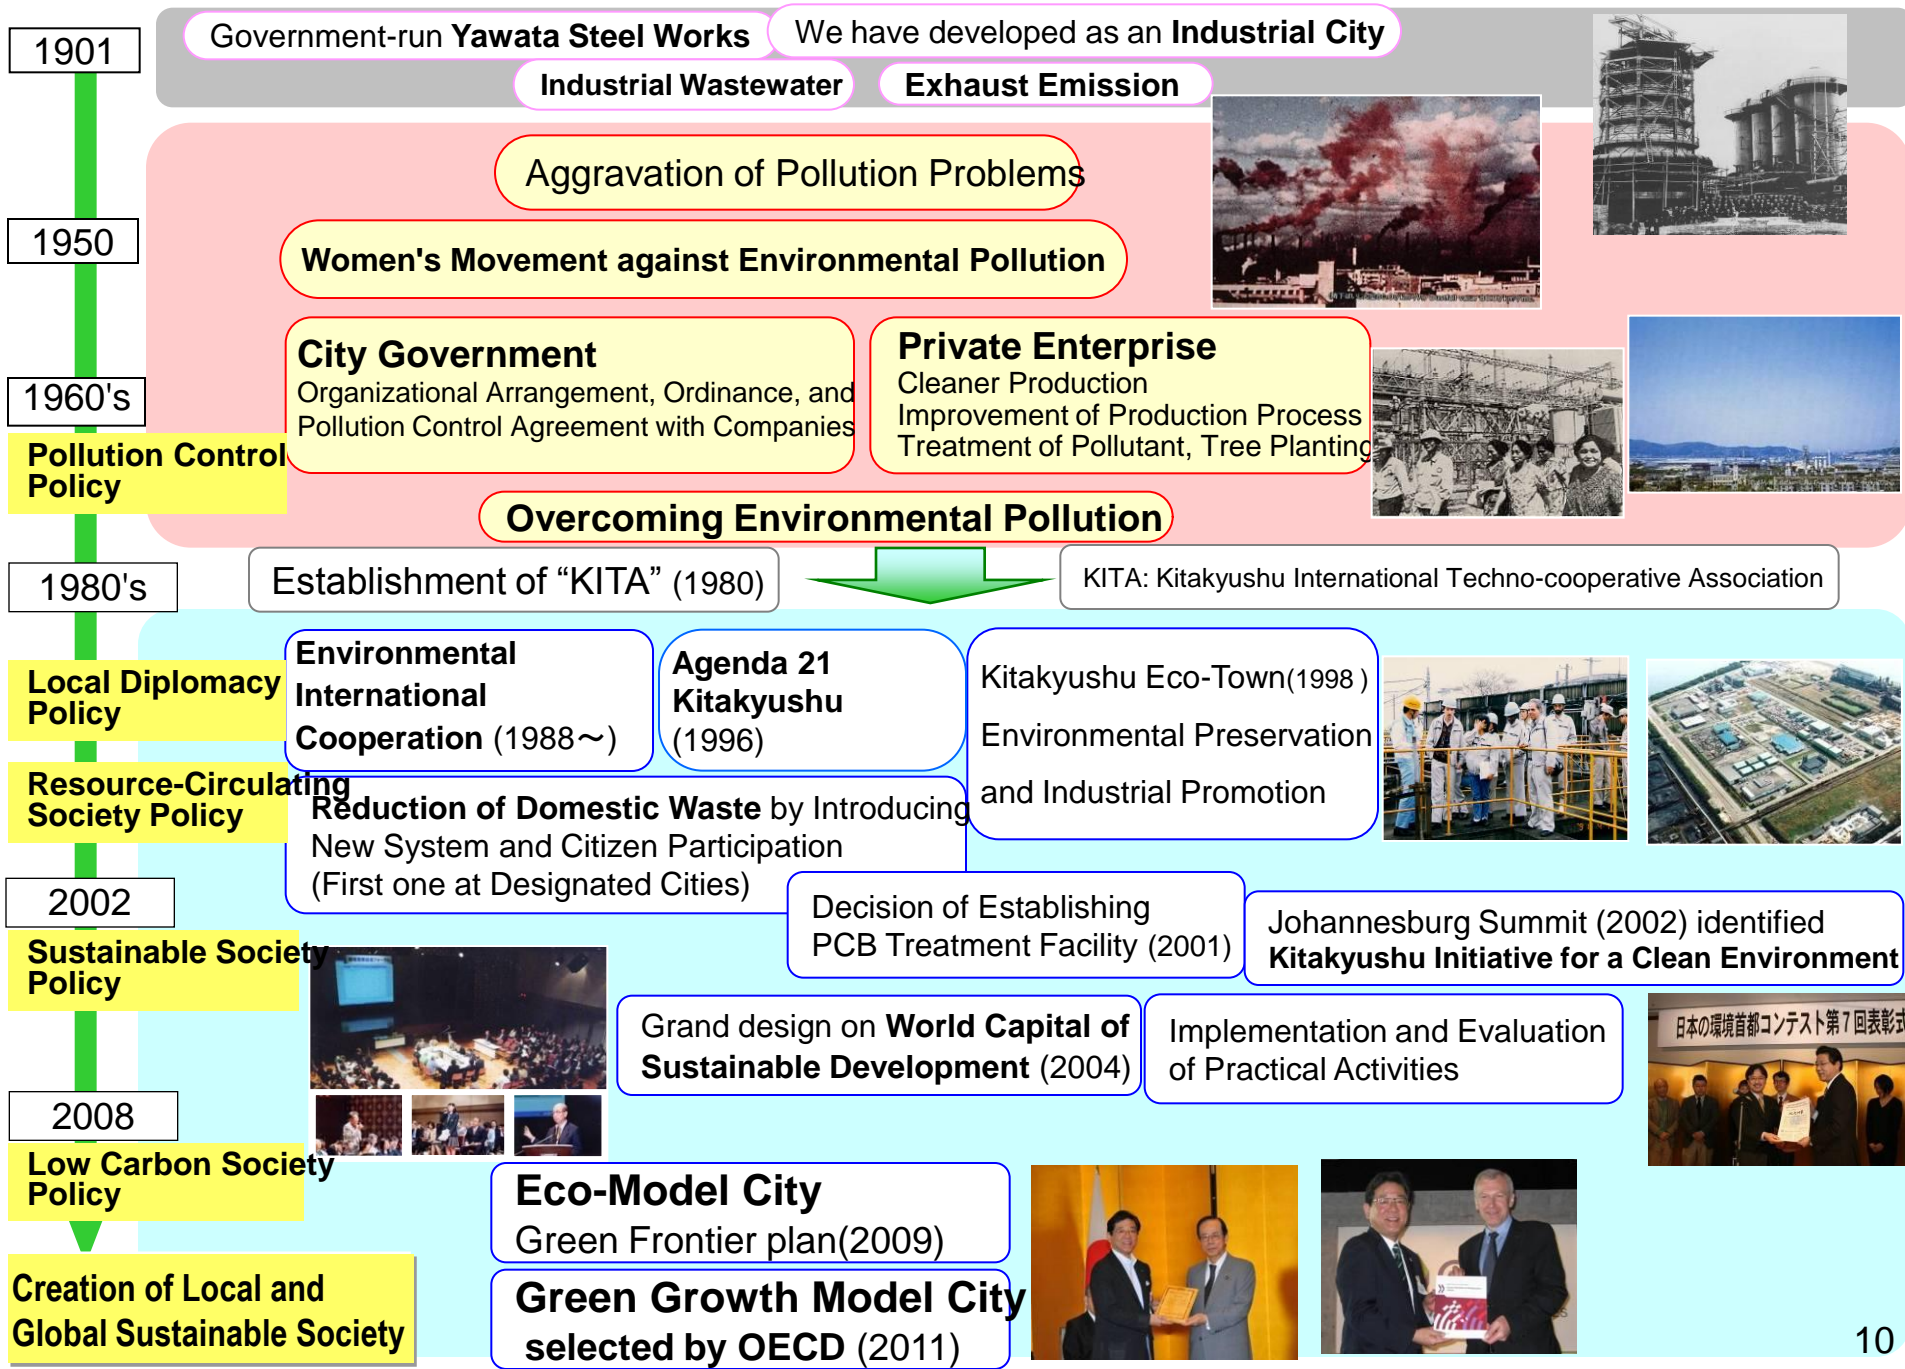 1901
Government-run Yawata Steel Works
We have developed as an Industrial City
Industrial Wastewater
Exhaust Emission
Aggravation of Pollution Problems
1950
Women's Movement against Environmental Pollution
City Government
Organizational Arrangement, Ordinance, and
Pollution Control Agreement with Companies
Private Enterprise
Cleaner Production
Improvement of Production Process
Treatment of Pollutant, Tree Planting
1960's
Pollution Control
Policy
Overcoming Environmental Pollution
1980's
Establishment of “KITA” (1980)
KITA: Kitakyushu International Techno-cooperative Association
Local Diplomacy
Policy
Environmental
International
Cooperation (1988～)
Agenda 21
Kitakyushu
(1996)
Kitakyushu Eco-Town(1998 )
Environmental Preservation
and Industrial Promotion
Resource-Circulating
Society Policy
Reduction of Domestic Waste by Introducing
New System and Citizen Participation
(First one at Designated Cities)
2002
Decision of Establishing
PCB Treatment Facility (2001)
Johannesburg Summit (2002) identified
Kitakyushu Initiative for a Clean Environment
Sustainable Society
Policy
Grand design on World Capital of
Sustainable Development (2004)
Implementation and Evaluation
of Practical Activities
日本の環境首都コンテスト第7回表彰式
2008
Low Carbon Society
Policy
Eco-Model City
Green Frontier plan(2009)
Green Growth Model City
selected by OECD (2011)
Creation of Local and
Global Sustainable Society
10